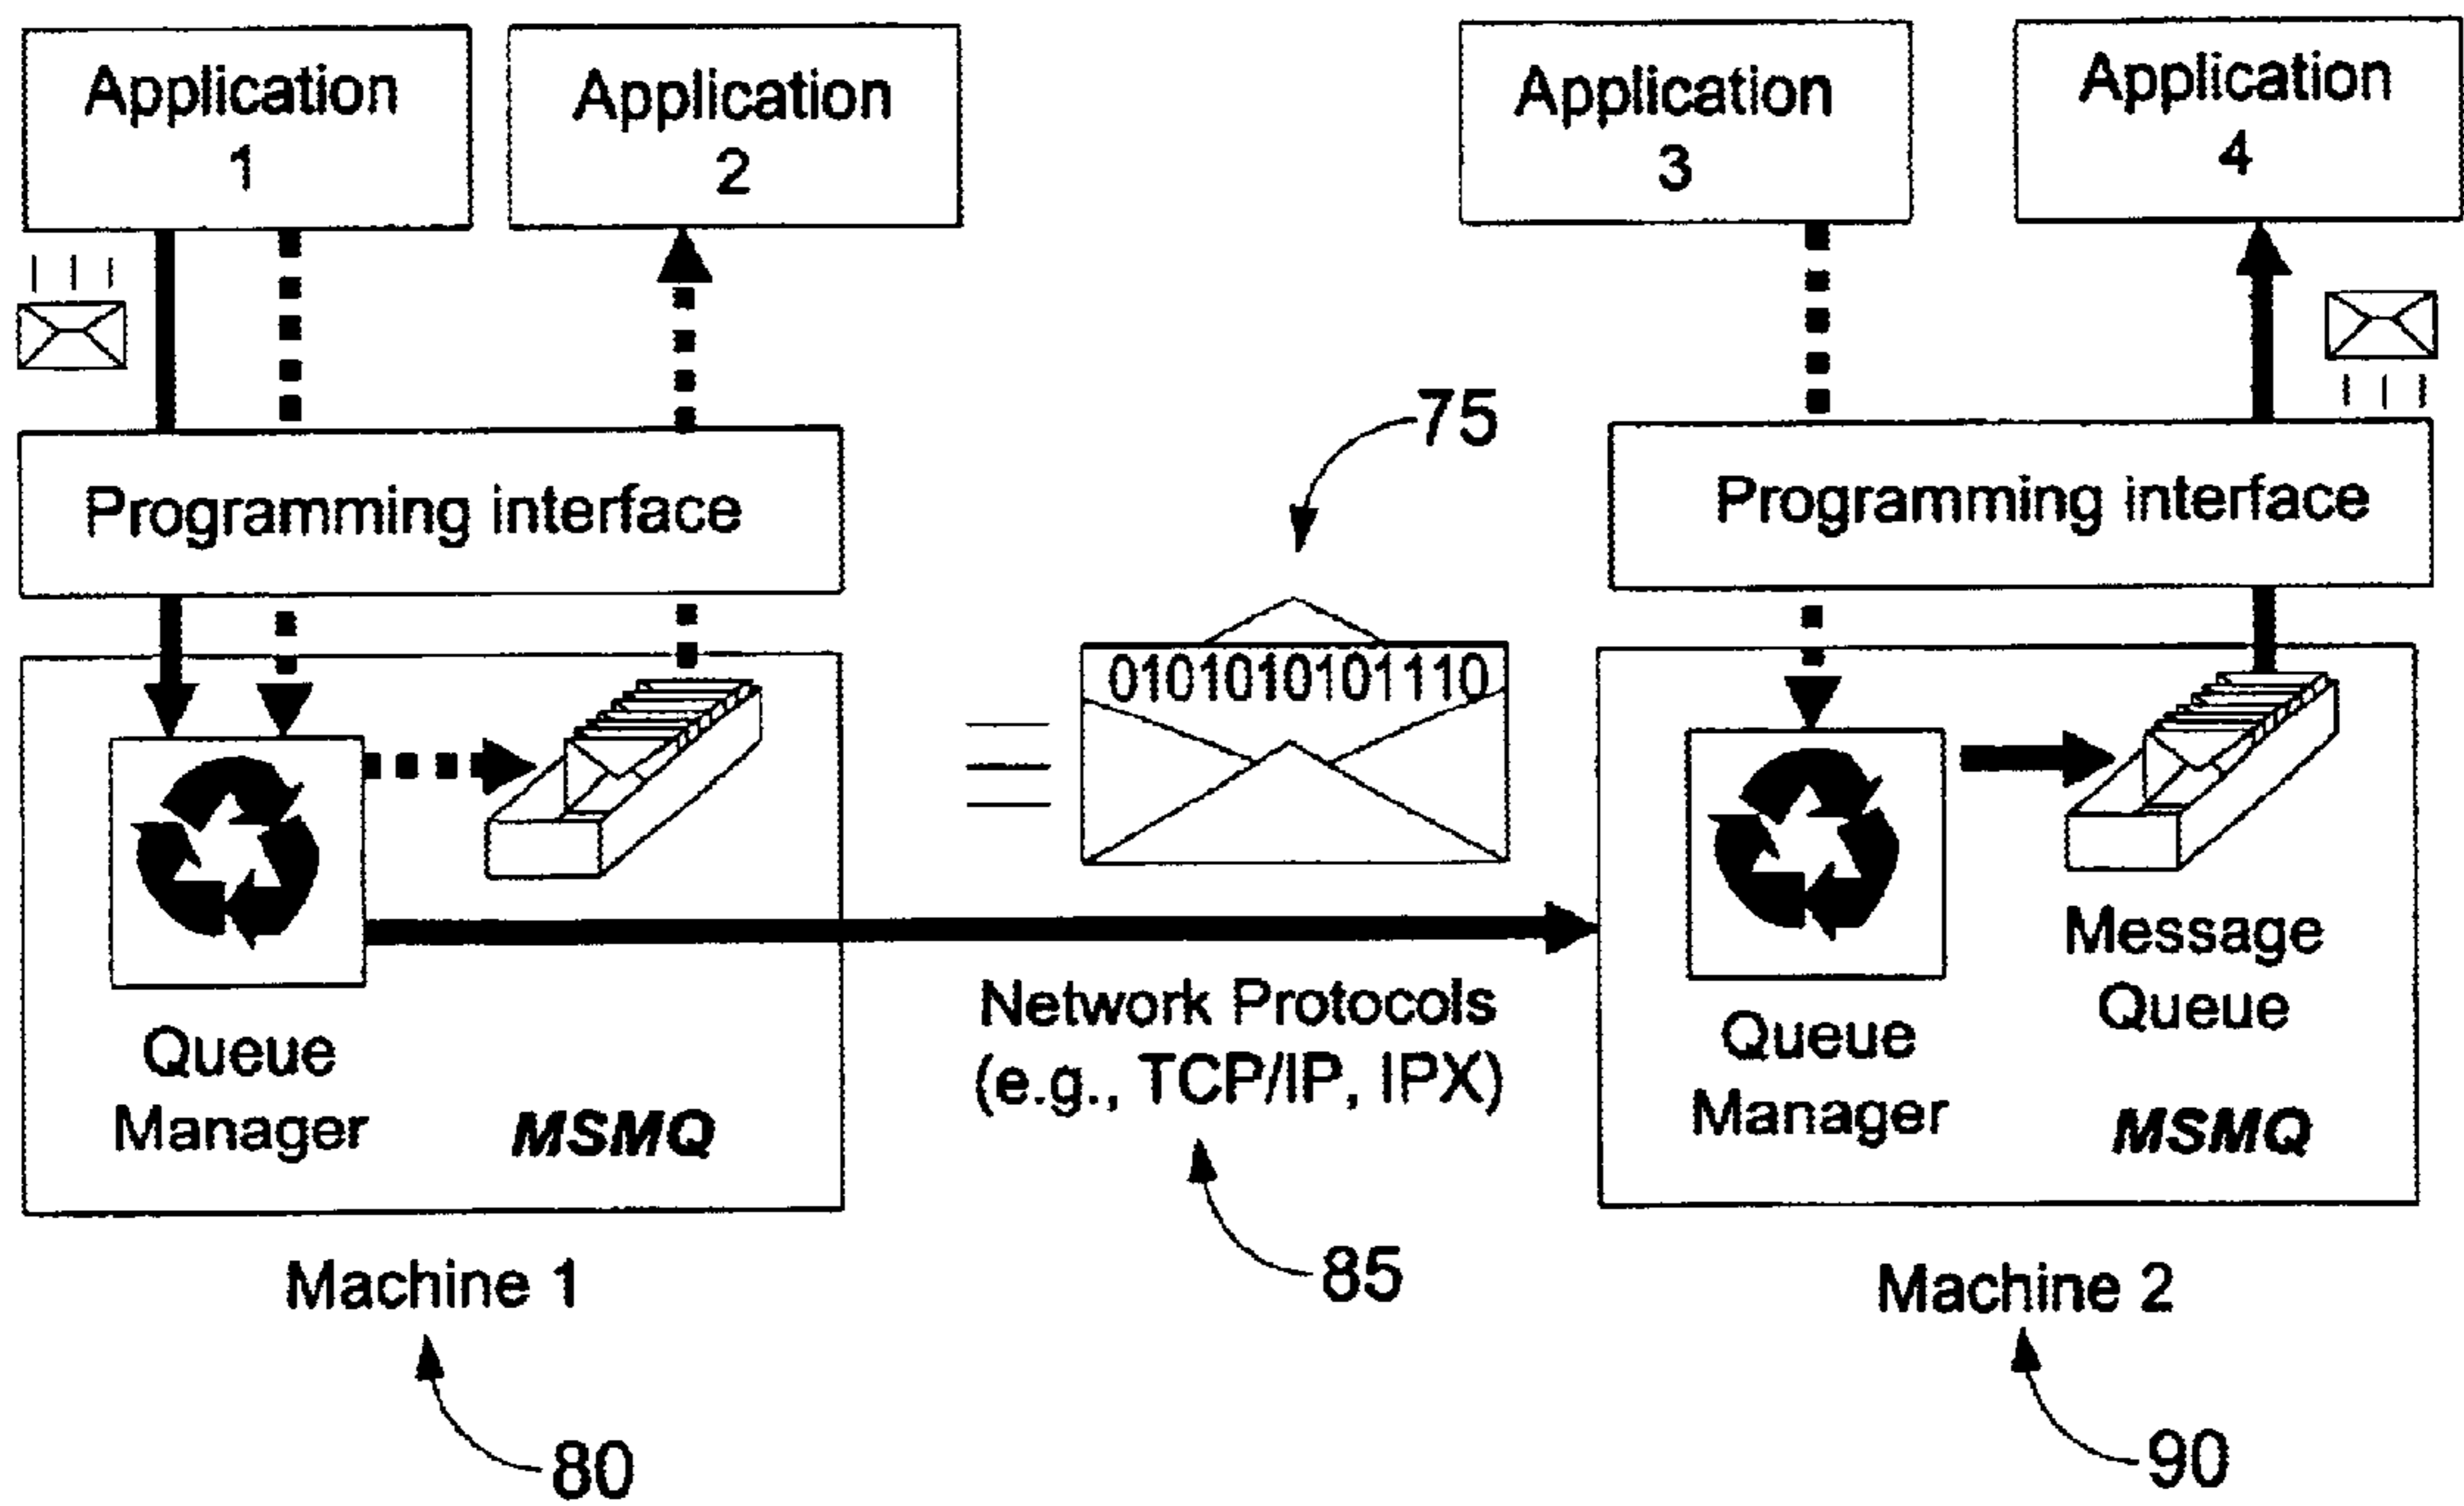 Application
1
Application
2
Application
3
Application
4
75
Programming interface
Programming interface
0101010101110
Queue
Manager
MSMQ
Network Protocols
(e.g., TCP/IP, IPX)
Queue
Manager
Message
Queue
MSMQ
Machine 1
85
Machine 2
80
90